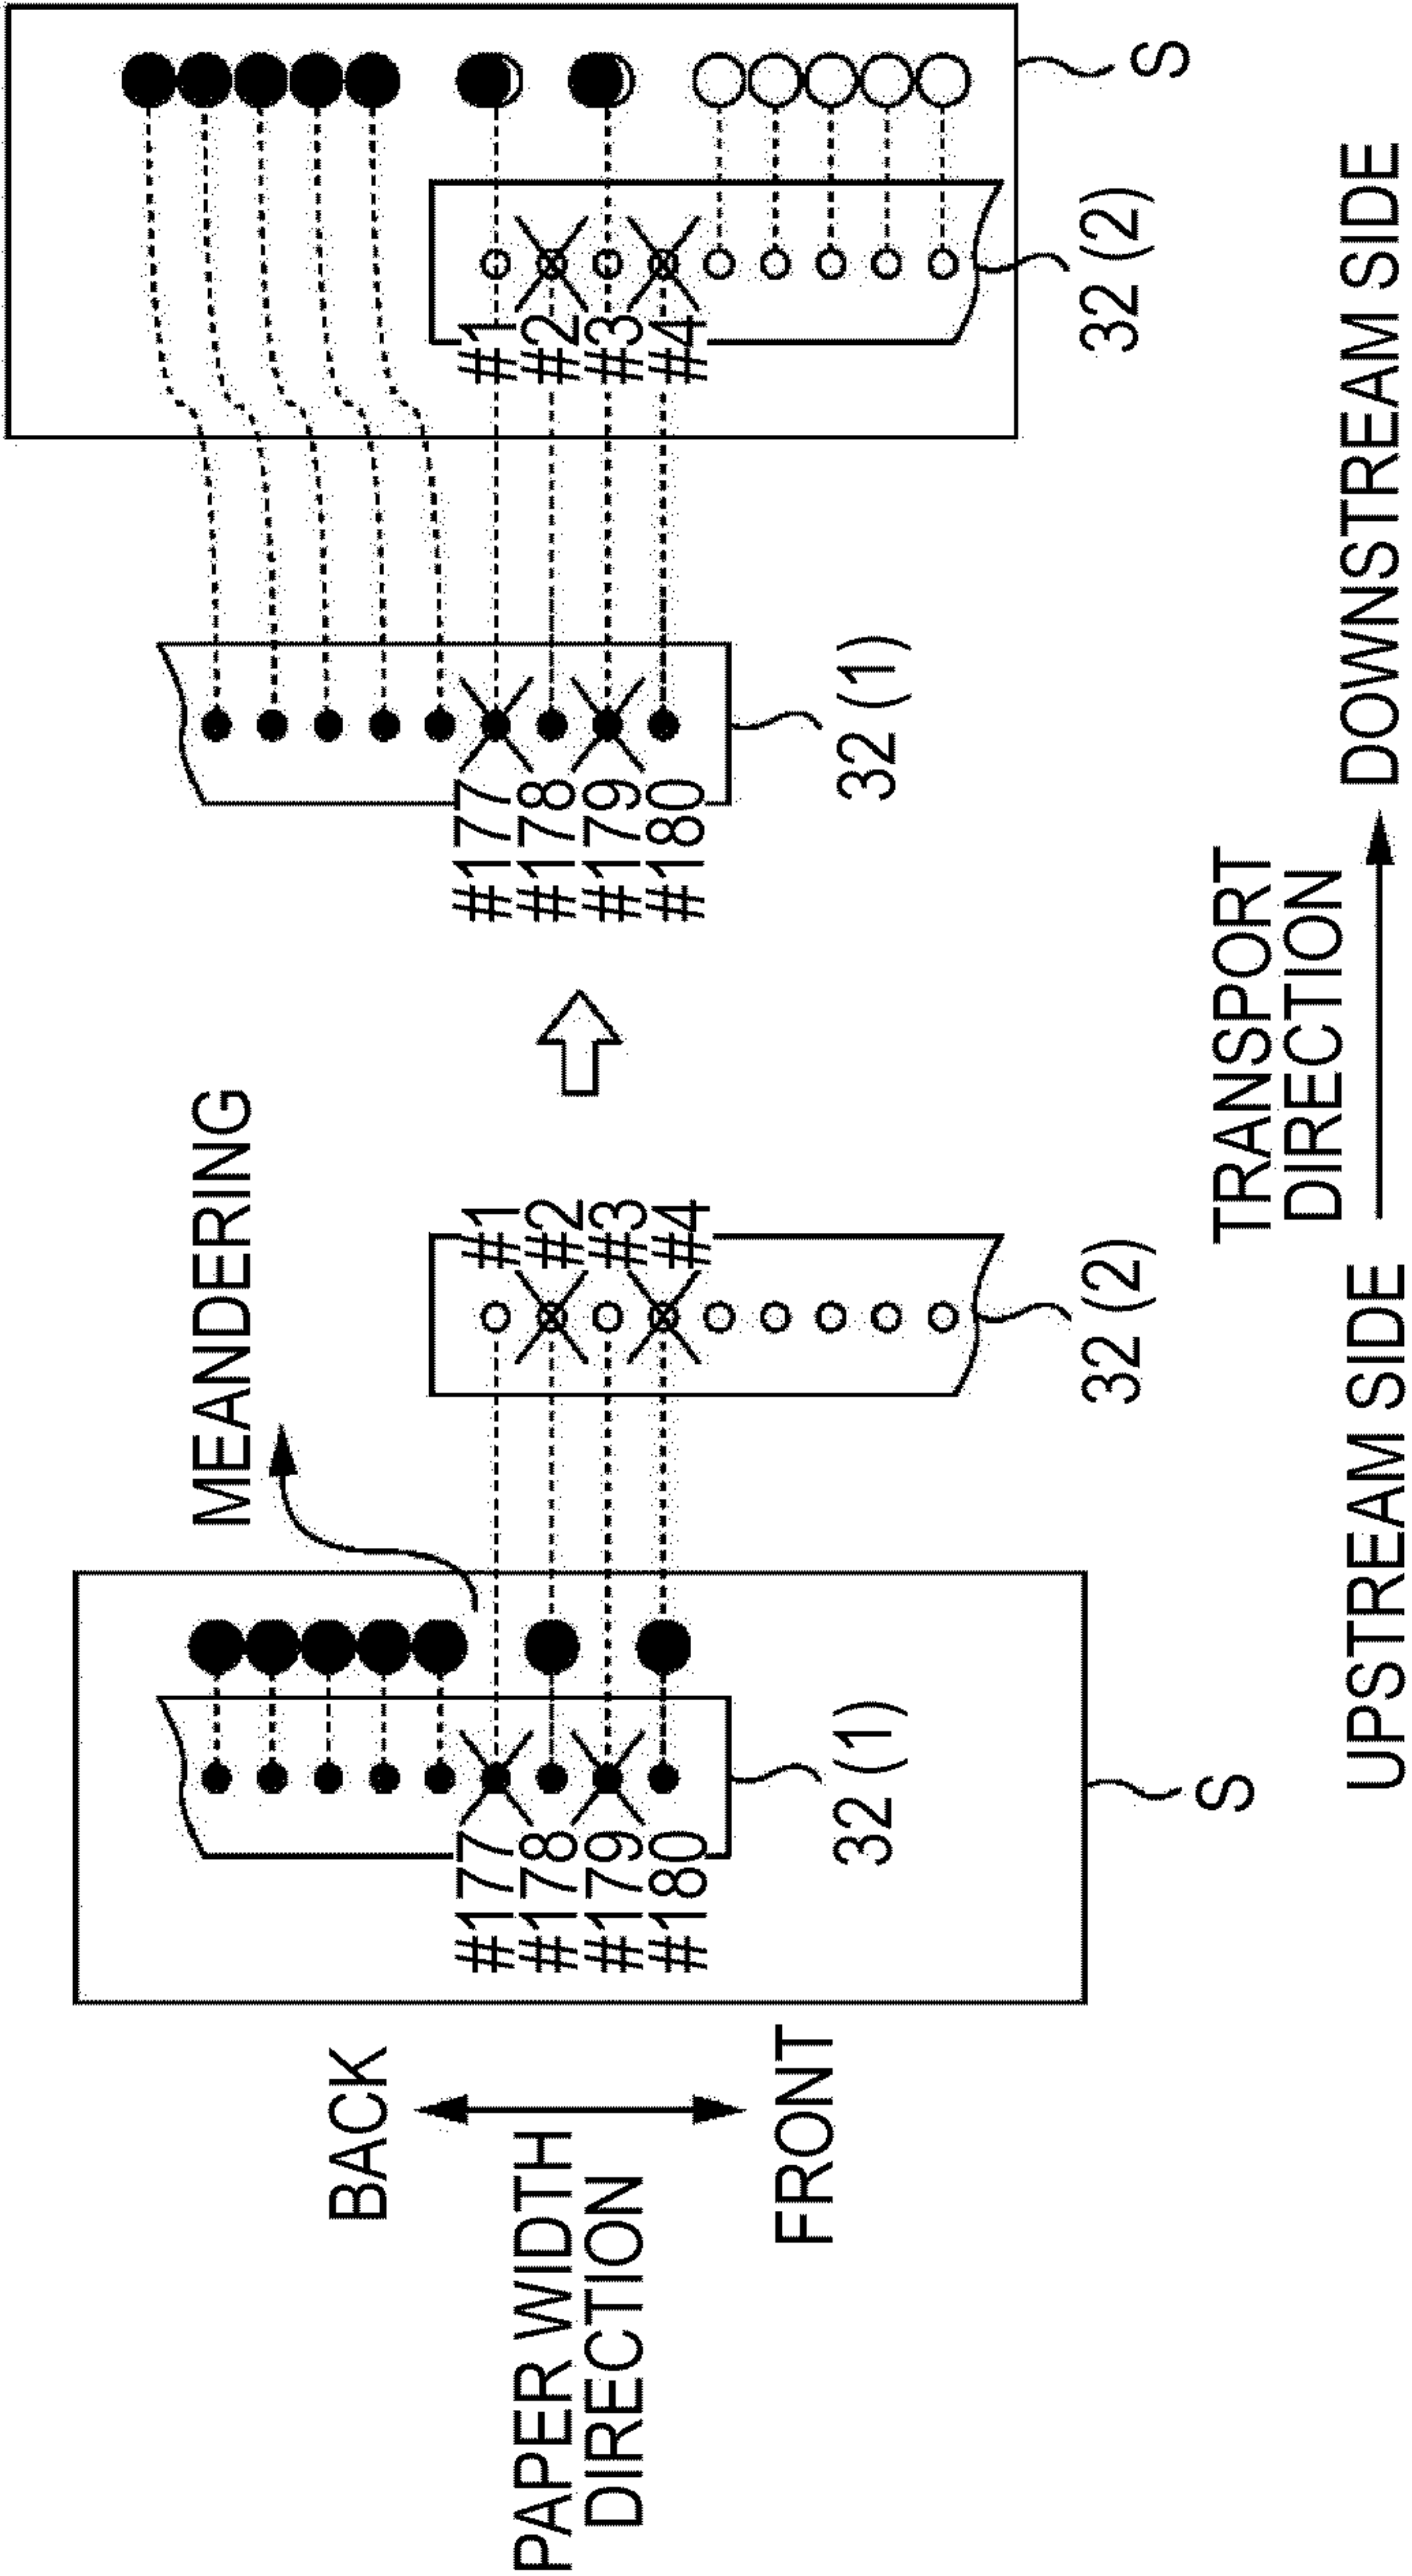 BACK
PAPER WIDTH
DIRECTION
FRONT
MEANDERING
#177
#178
#179
#180
32 (1)
S
#1
#2
#3
#4
32 (2)
#177
#178
#179
#180
32 (1)
#1
#2
#3
#4
32 (2)
S
TRANSPORT
DIRECTION
UPSTREAM SIDE
DOWNSTREAM SIDE